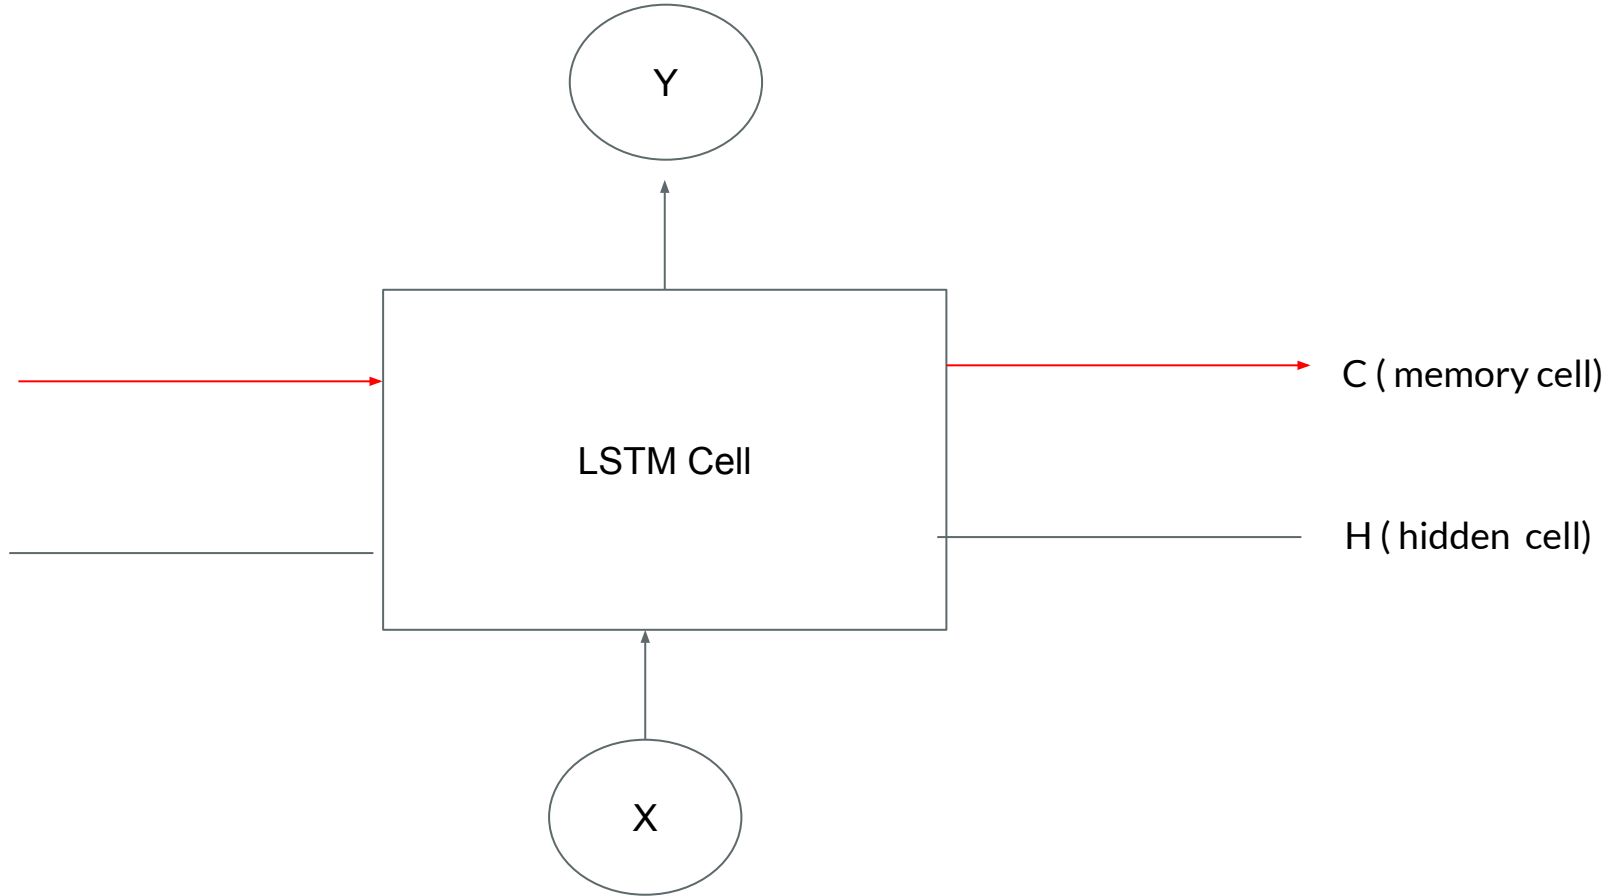 Y
C ( memory cell)
LSTM Cell
H ( hidden cell)
X